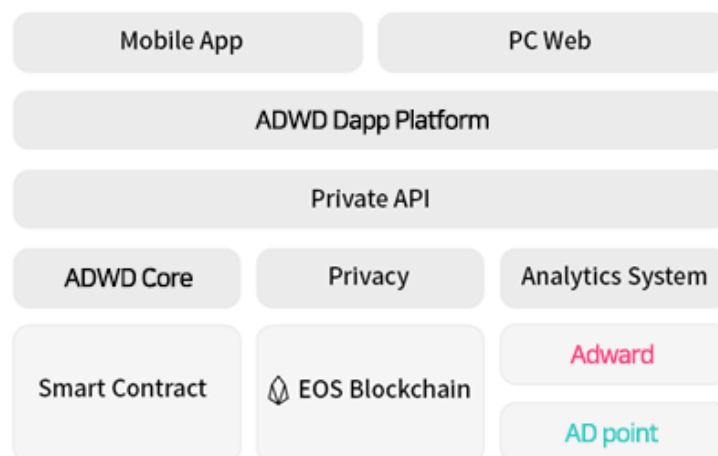 Mobile App
PC Web
ADWD Dapp Platform
Private API
ADWD Core
Privacy
Analytics System
Smart Contract
EOS Blockchain
Adward
AD point